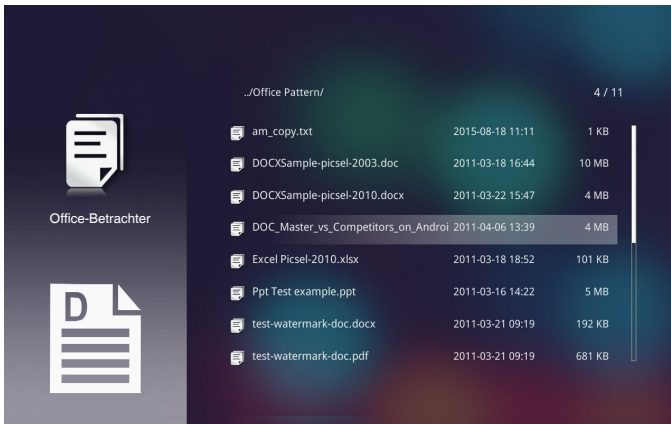 ../Office Pattern/ 4 / 11
am_copy.txt 2015-08-18 11:11 1 KB
DOCXSample-picsel-2003.doc 2011-03-18 16:44 10 MB
DOCXSample-picsel-2010.docx 2011-03-22 15:47 4 MB
Office-Betrachter
DOC_Master_vs_Competitors_on_Androi 2011-04-06 13:39 4 MB
Excel Picsel-2010.xlsx 2011-03-18 18:52 101 KB
Ppt Test example.ppt 2011-03-16 14:22 5 MB
D
test-watermark-doc.docx 2011-03-21 09:19 192 KB
test-watermark-doc.pdf 2011-03-21 09:19 681 KB